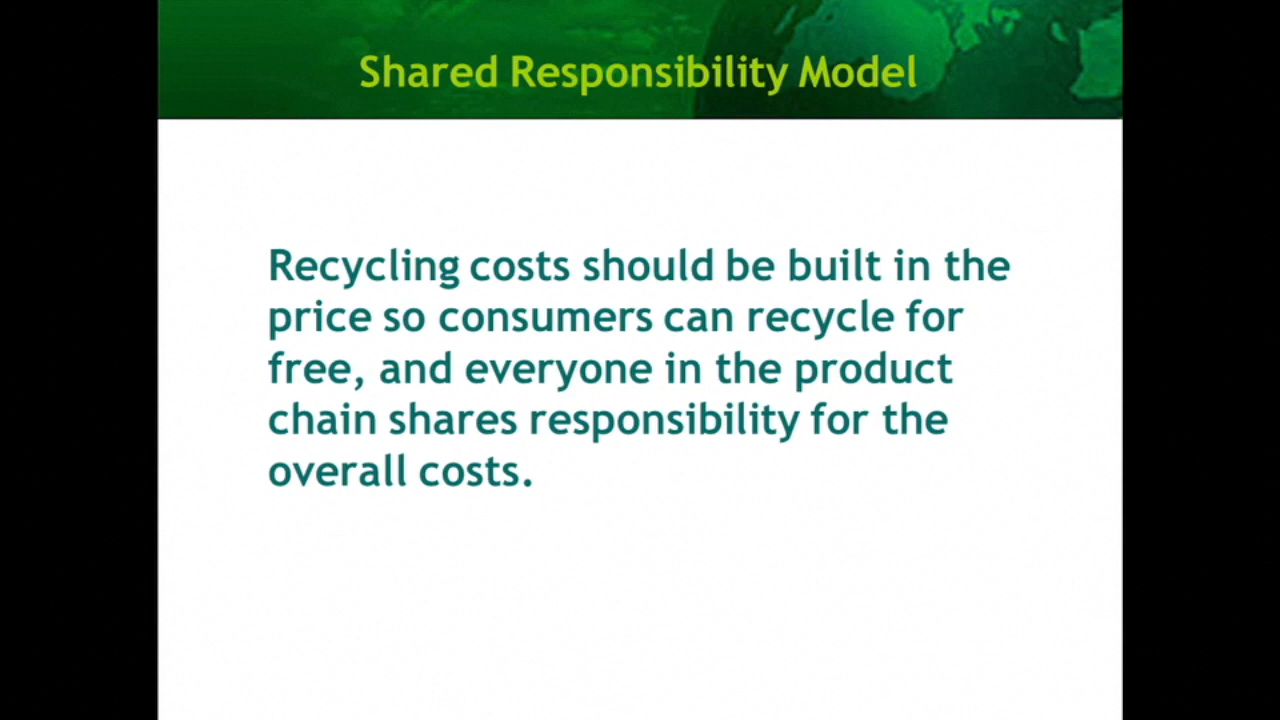 Shared Responsibility Model
Recycling costs should be built in the
price so consumers can recycle for
free, and everyone in the product
chain shares responsibility for the
overall costs.